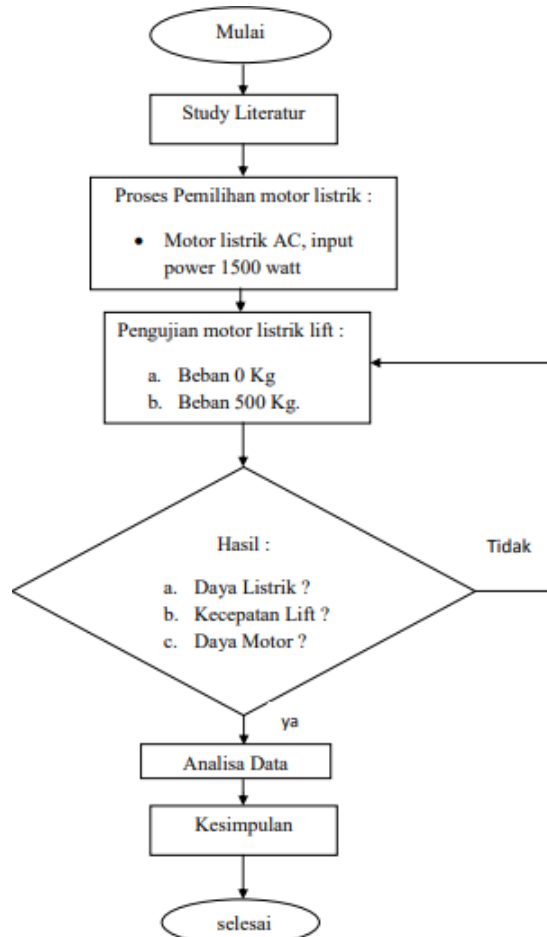 Mulai
Study Literatur
Proses Pemilihan motor listrik :
• Motor listrik AC, input
power 1500 watt
Pengujian motor listrik lift :
a. Beban 0 Kg
b. Beban 500 Kg.
Hasil :
Tidak
a. Daya Listrik ?
b. Kecepatan Lift ?
c. Daya Motor ?
ya
Analisa Data
Kesimpulan
selesai